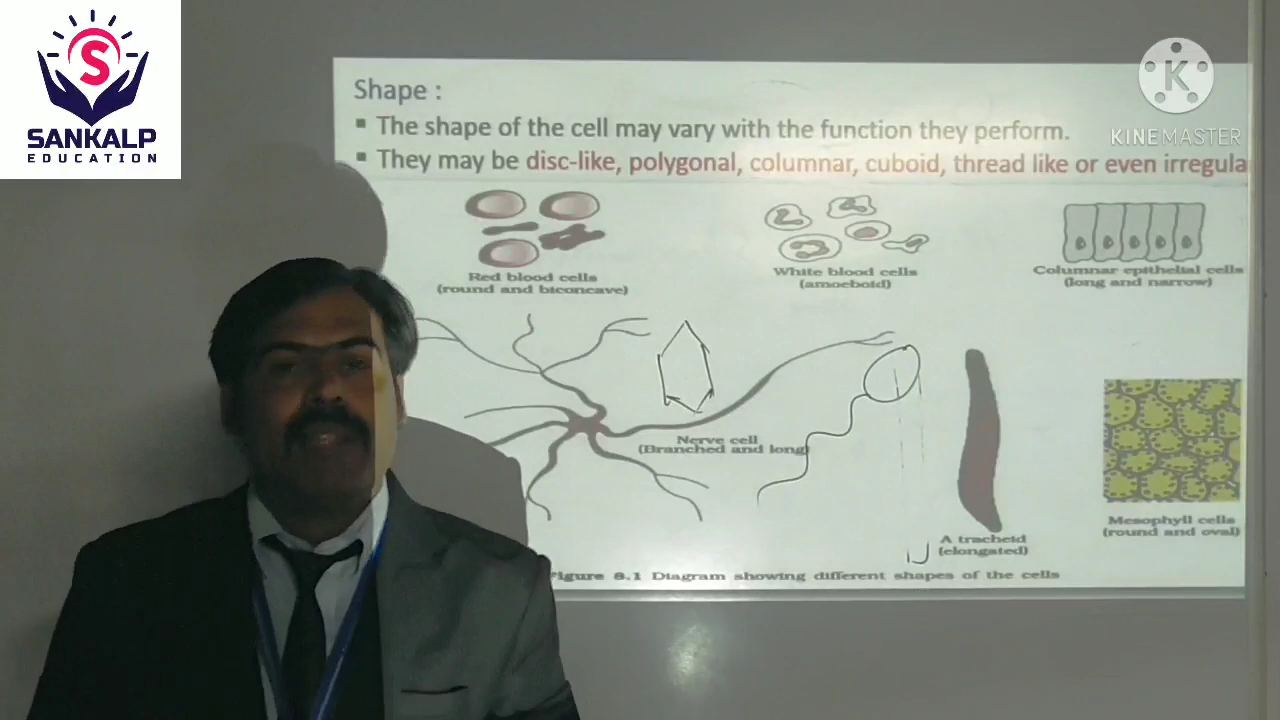 S
SANKALP
EDUCATION
K
KINEMASTER
Shape :
▪ The shape of the cell may vary with the function they perform.
▪ They may be disc-like, polygonal, columnar, cuboid, thread like or even irregula
Red blood cells
(round and biconcave)
White blood cells
(amoeboid)
Columnar epithelial cells
(long and narrow)
Nerve cell
(Branched and long)
A tracheid
(elongated)
Mesophyll cells
(round and oval)
igure 8.1 Diagram showing different shapes of the cells